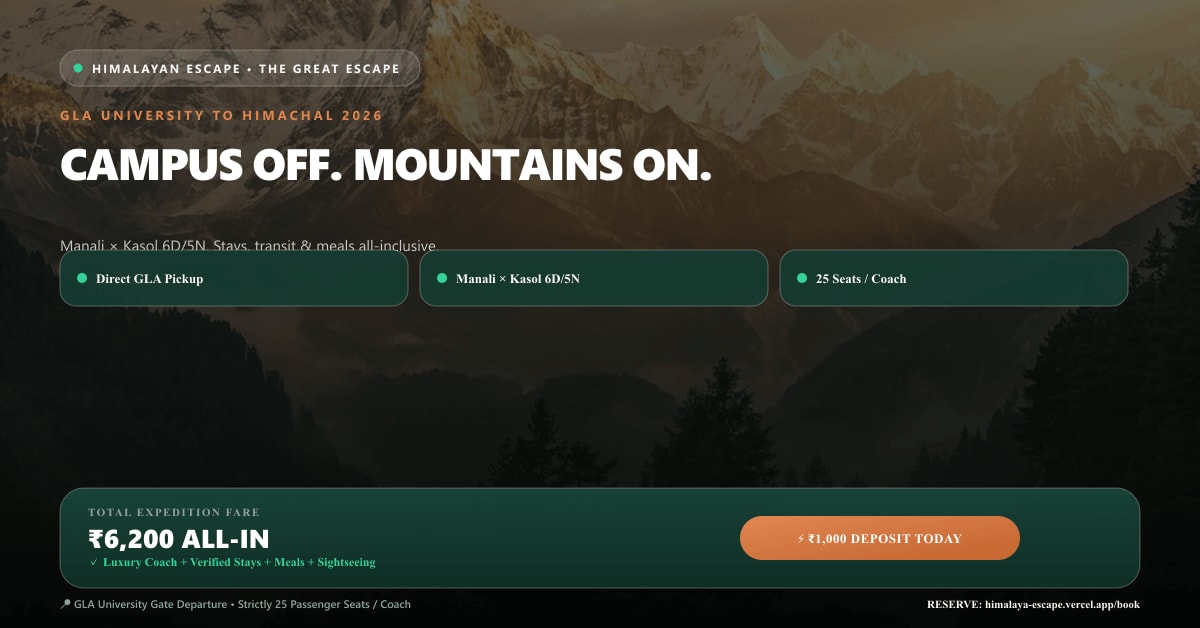 HIMALAYAN ESCAPE • THE GREAT ESCAPE
GLA UNIVERSITY TO HIMACHAL 2026
CAMPUS OFF. MOUNTAINS ON.
Manali × Kasol 6D/5N. Stays, transit & meals all-inclusive.
Direct GLA Pickup
Manali × Kasol 6D/5N
25 Seats / Coach
TOTAL EXPEDITION FARE
₹6,200 ALL-IN
✓ Luxury Coach + Verified Stays + Meals + Sightseeing
⚡ ₹1,000 DEPOSIT TODAY
📍 GLA University Gate Departure • Strictly 25 Passenger Seats / Coach
RESERVE: himalaya-escape.vercel.app/book